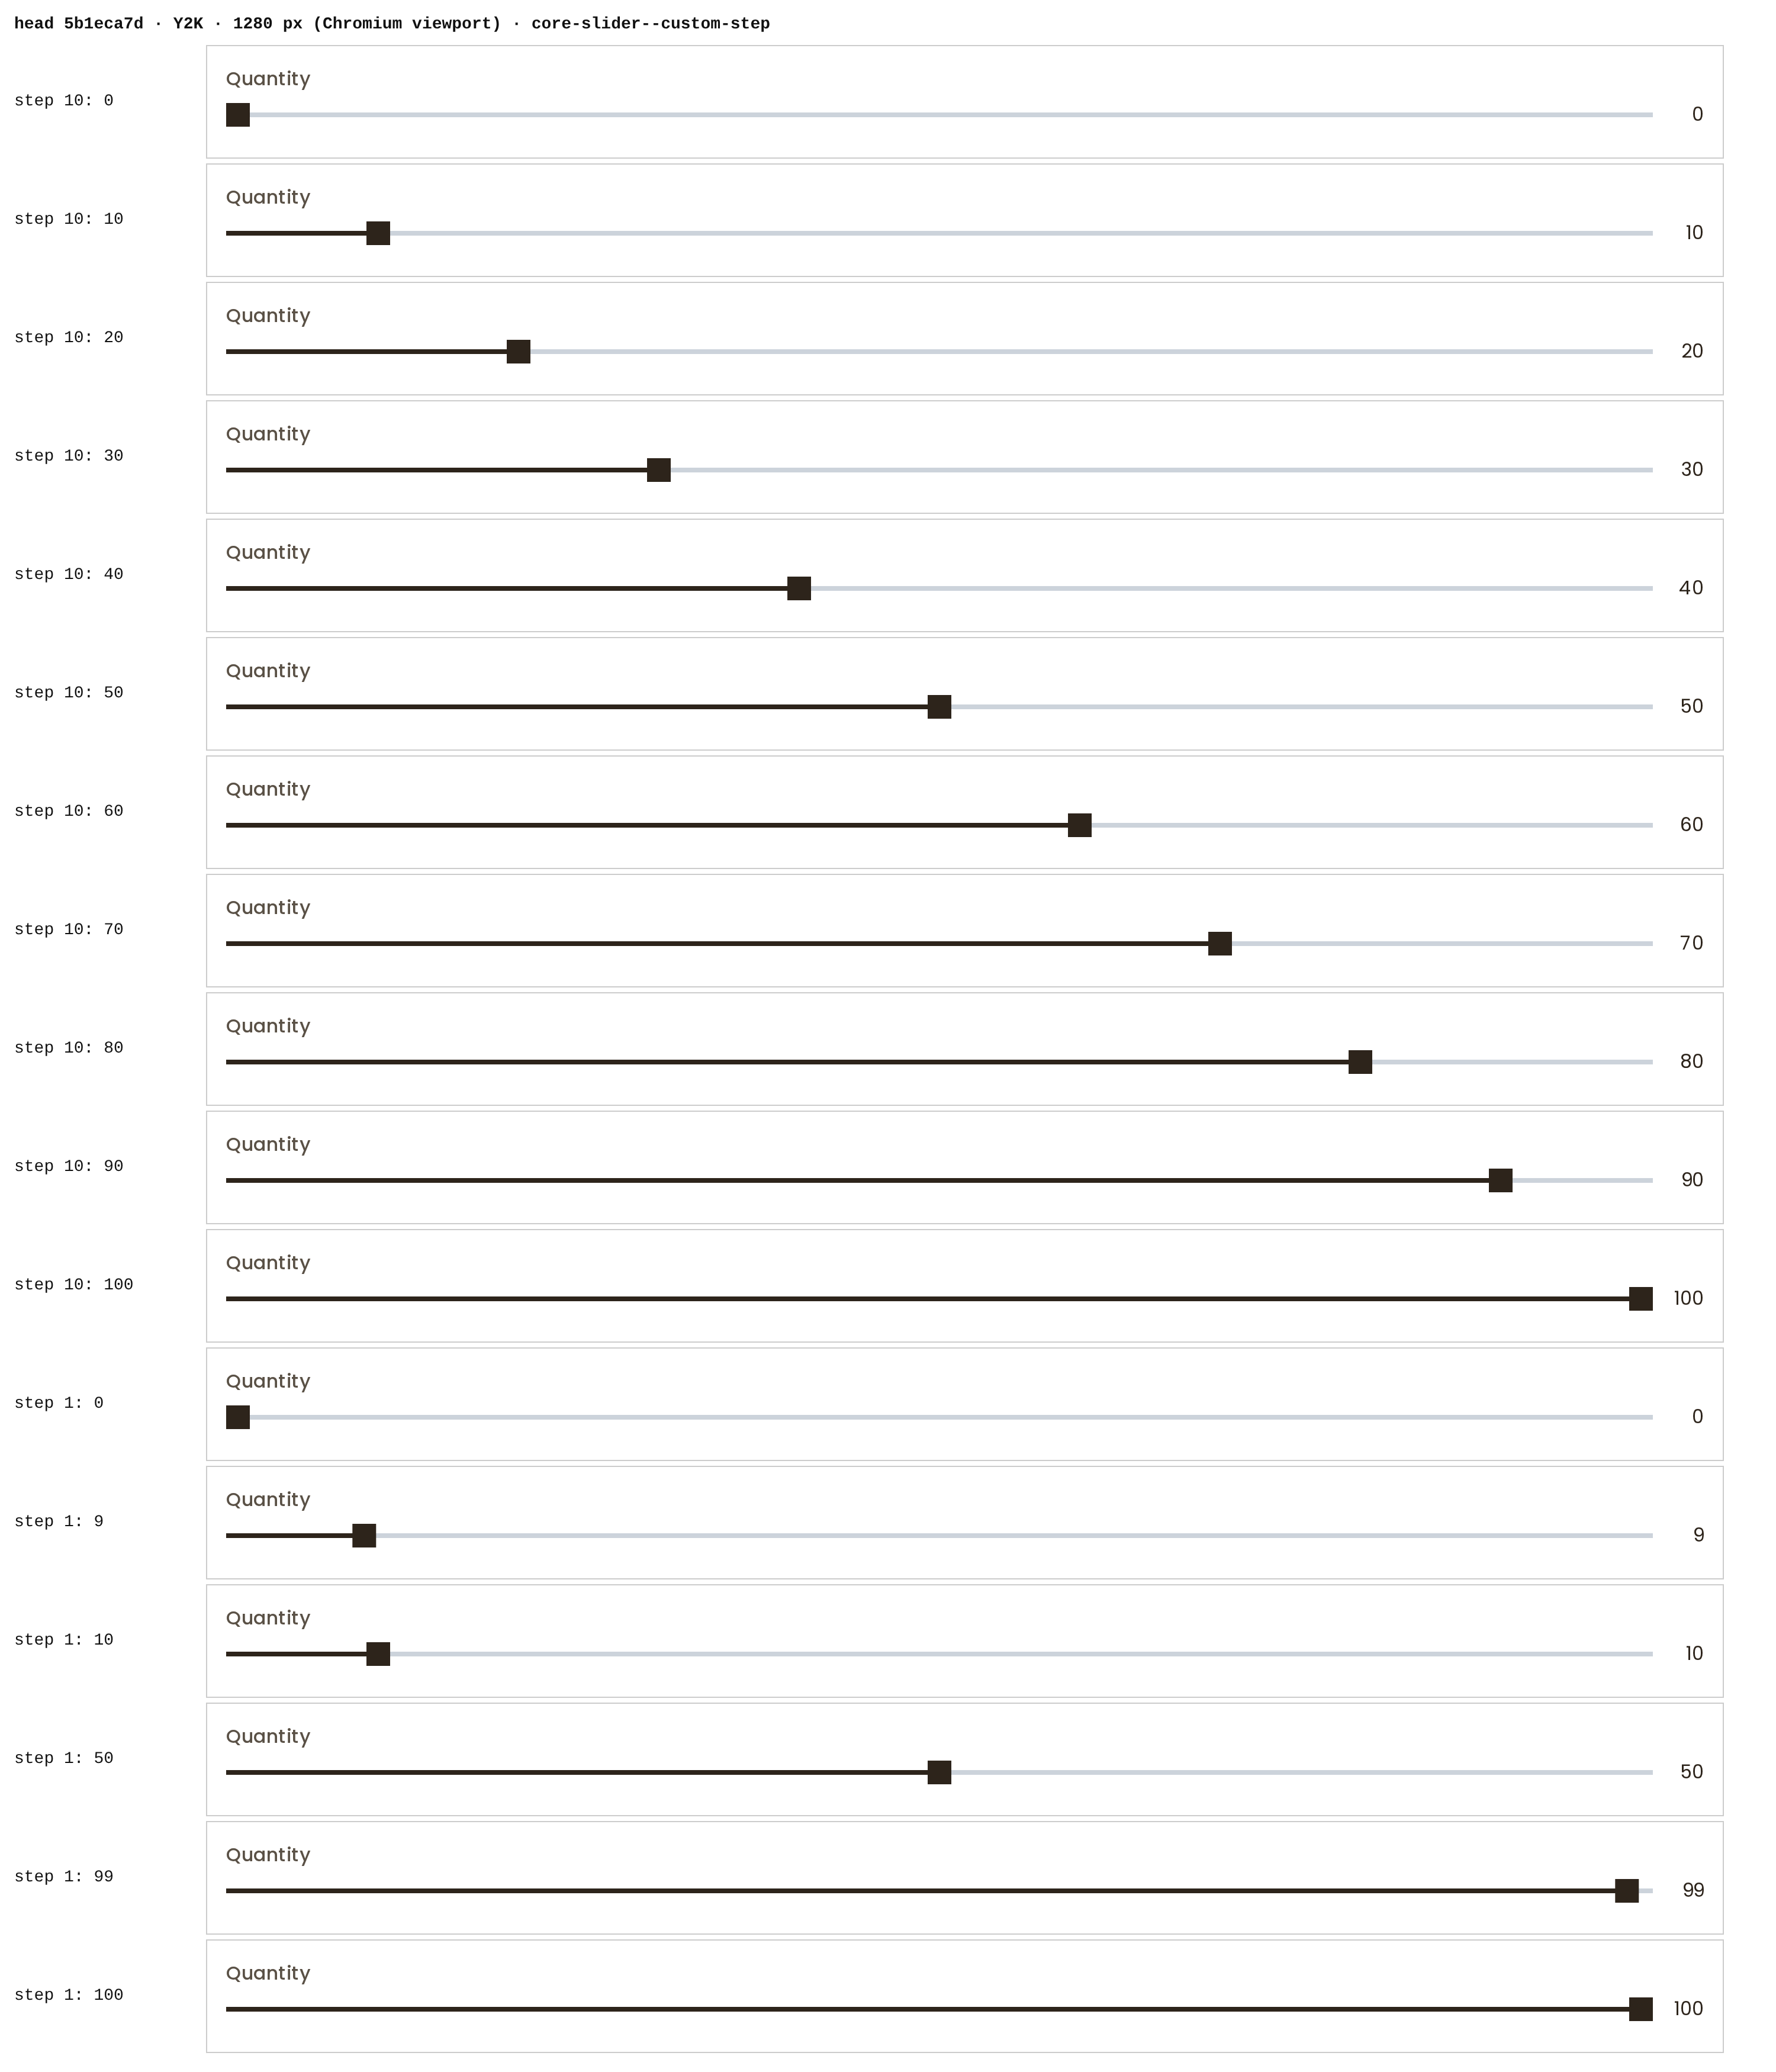 head 5b1eca7d · Y2K · 1280 px (Chromium viewport) · core-slider--custom-step
Quantity
step 10: 0
0
Quantity
step 10: 10
10
Quantity
step 10: 20
20
Quantity
step 10: 30
30
Quantity
step 10: 40
40
Quantity
step 10: 50
50
Quantity
step 10: 60
60
Quantity
step 10: 70
70
Quantity
step 10: 80
80
Quantity
step 10: 90
90
Quantity
step 10: 100
100
Quantity
step 1: 0
0
Quantity
step 1: 9
9
Quantity
step 1: 10
10
Quantity
step 1: 50
50
Quantity
step 1: 99
99
Quantity
step 1: 100
100